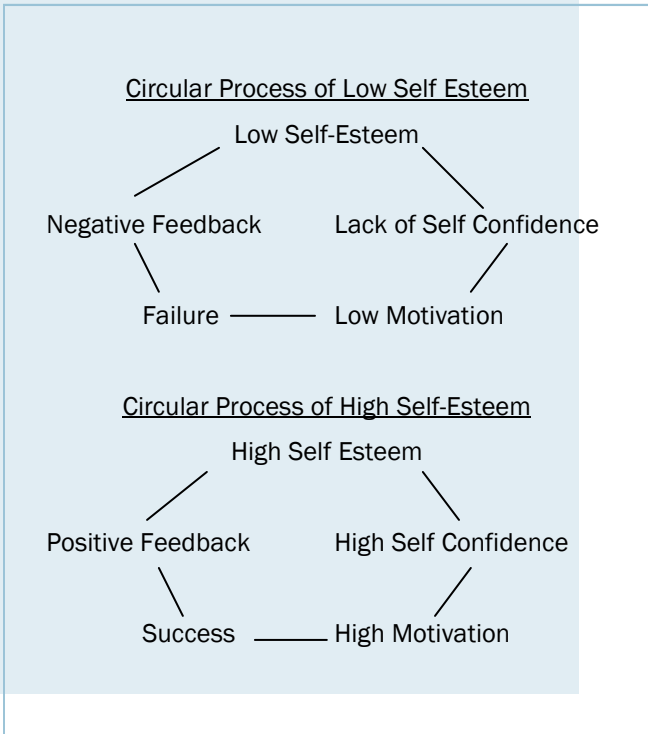 Circular Process of Low Self Esteem
Low Self-Esteem
Negative Feedback Lack of Self Confidence
Failure Low Motivation
Circular Process of High Self-Esteem
High Self Esteem
Positive Feedback High Self Confidence
Success High Motivation